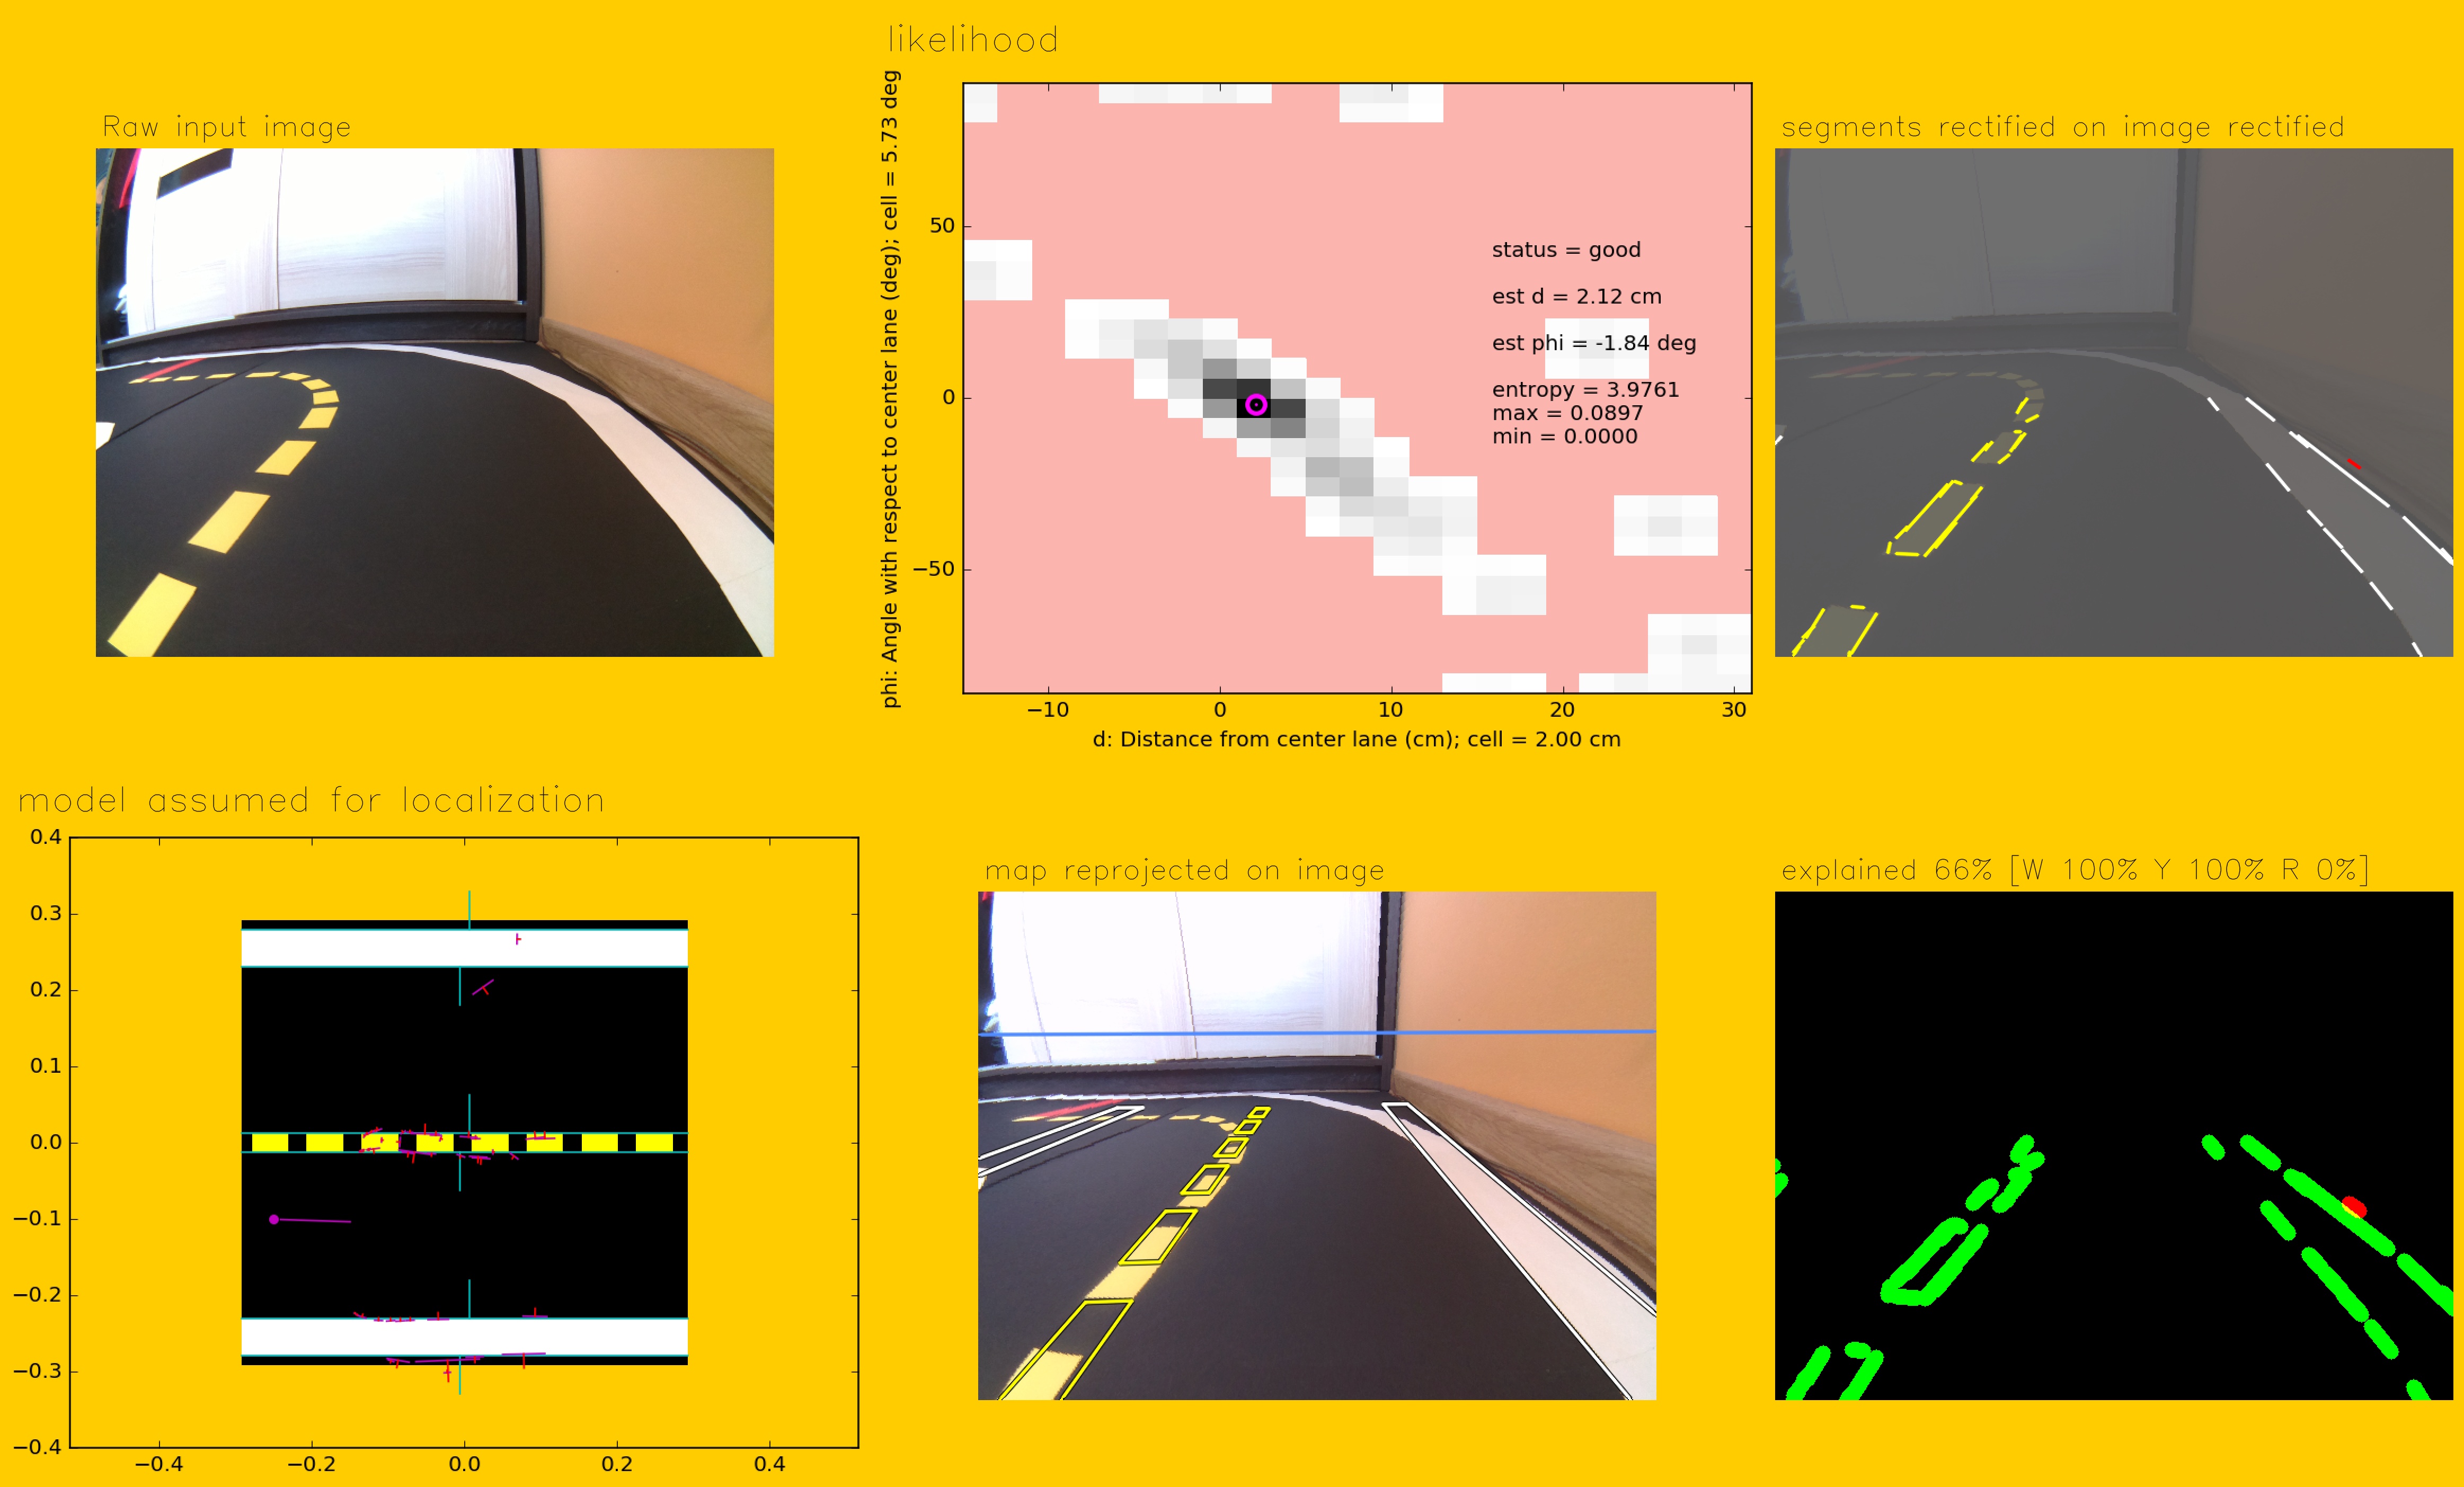 likelihood
Raw input image
segments rectified on image rectified
phi: Angle with respect to center lane (deg); cell = 5.73 deg
50
0
−50
status = good
est d = 2.12 cm
est phi = -1.84 deg
entropy = 3.9761
max = 0.0897
min = 0.0000
−10
0
10
20
30
d: Distance from center lane (cm); cell = 2.00 cm
model assumed for localization
0.4
0.3
0.2
0.1
0.0
−0.1
−0.2
−0.3
−0.4
−0.4
−0.2
0.0
0.2
0.4
map reprojected on image
explained 66% [W 100% Y 100% R 0%]